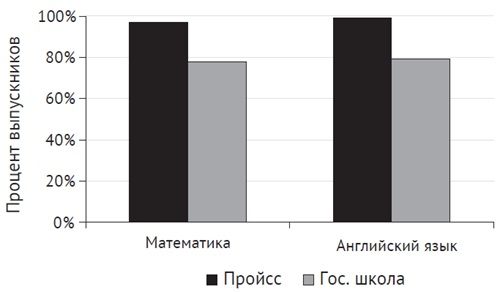 Процент выпускников
100%
80%
60%
40%
20%
0%
Математика
Английский язык
Пройсс
Гос. школа